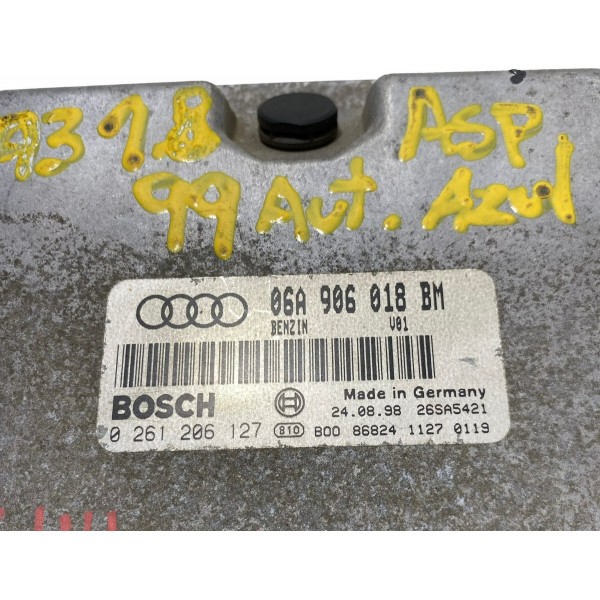 A3 1.8 ASP
99 Aut. Azul
06A 906 018 BM
BENZIN V01
BOSCH Made in Germany
24.08.98 26SA5421
0 261 206 127 810 B00 86824 1127 0119